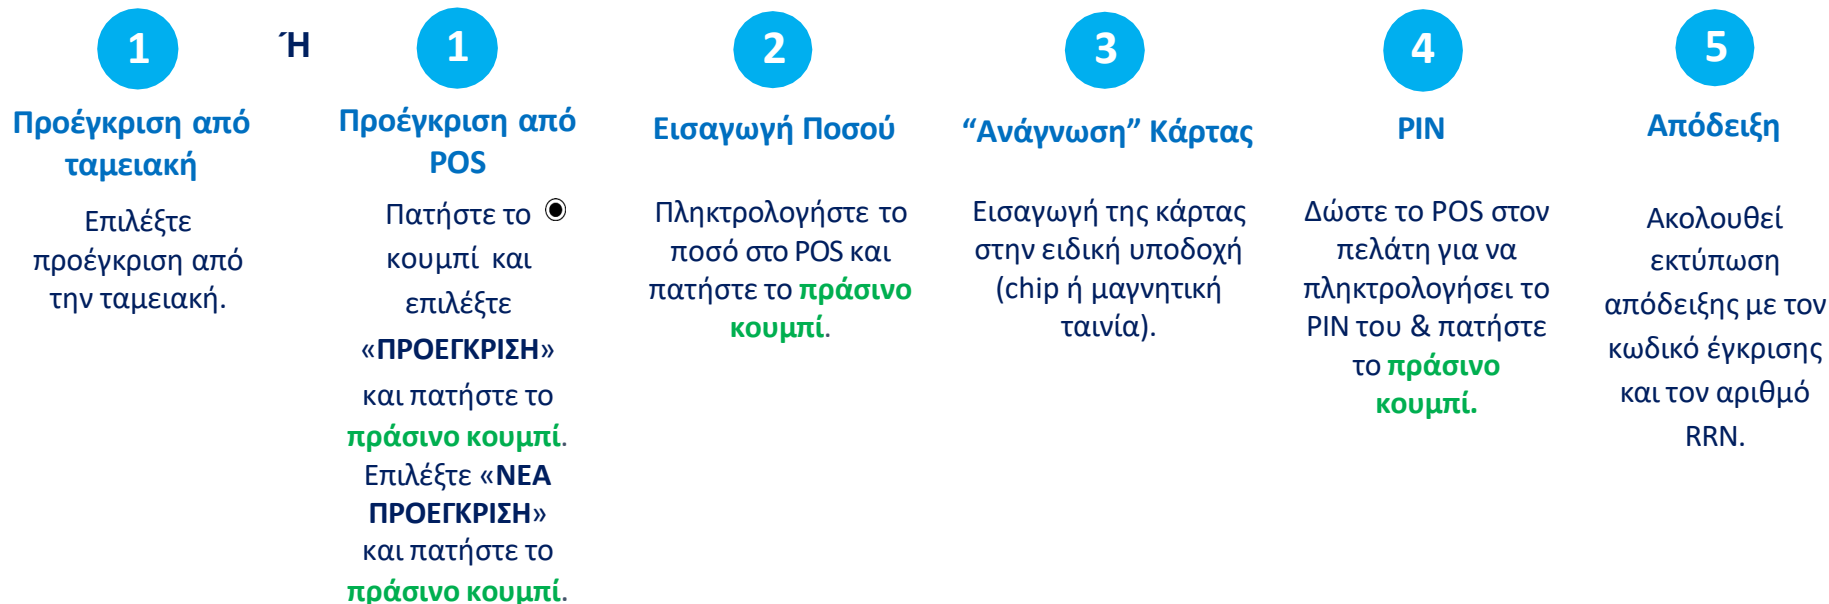 1
Ή
1
2
3
4
5
Προέγκριση από
ταμειακή
Επιλέξτε
προέγκριση από
την ταμειακή.
Προέγκριση από
POS
Πατήστε το
κουμπί και
επιλέξτε
«ΠΡΟΕΓΚΡΙΣΗ»
και πατήστε το
πράσινο κουμπί.
Επιλέξτε «ΝΕΑ
ΠΡΟΕΓΚΡΙΣΗ»
και πατήστε το
πράσινο κουμπί.
Εισαγωγή Ποσού
Πληκτρολογήστε το
ποσό στο POS και
πατήστε το πράσινο
κουμπί.
“Ανάγνωση” Κάρτας
Εισαγωγή της κάρτας
στην ειδική υποδοχή
(chip ή μαγνητική
ταινία).
PIN
Δώστε το POS στον
πελάτη για να
πληκτρολογήσει το
PIN του & πατήστε
το πράσινο
κουμπί.
Απόδειξη
Ακολουθεί
εκτύπωση
απόδειξης με τον
κωδικό έγκρισης
και τον αριθμό
RRN.